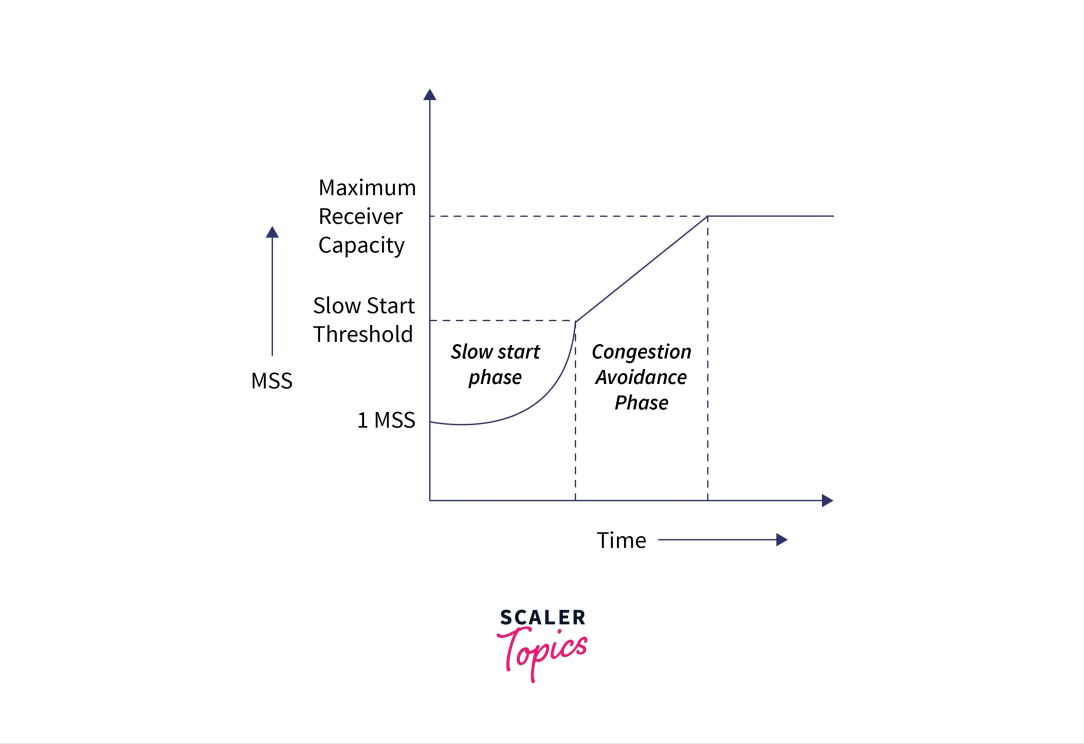 Maximum
Receiver
Capacity
Slow Start
Threshold
Slow start
phase
Congestion
Avoidance
Phase
MSS
1 MSS
Time
SCALER
Topics